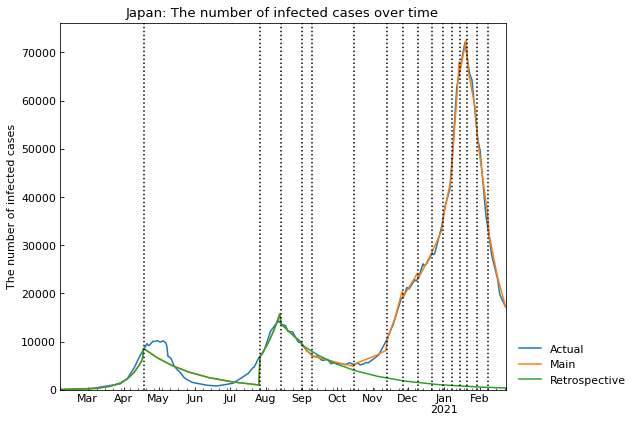 Japan: The number of infected cases over time
The number of infected cases
70000
60000
50000
40000
30000
20000
10000
0
Mar Apr May Jun Jul Aug Sep Oct Nov Dec Jan Feb
2021
Actual
Main
Retrospective